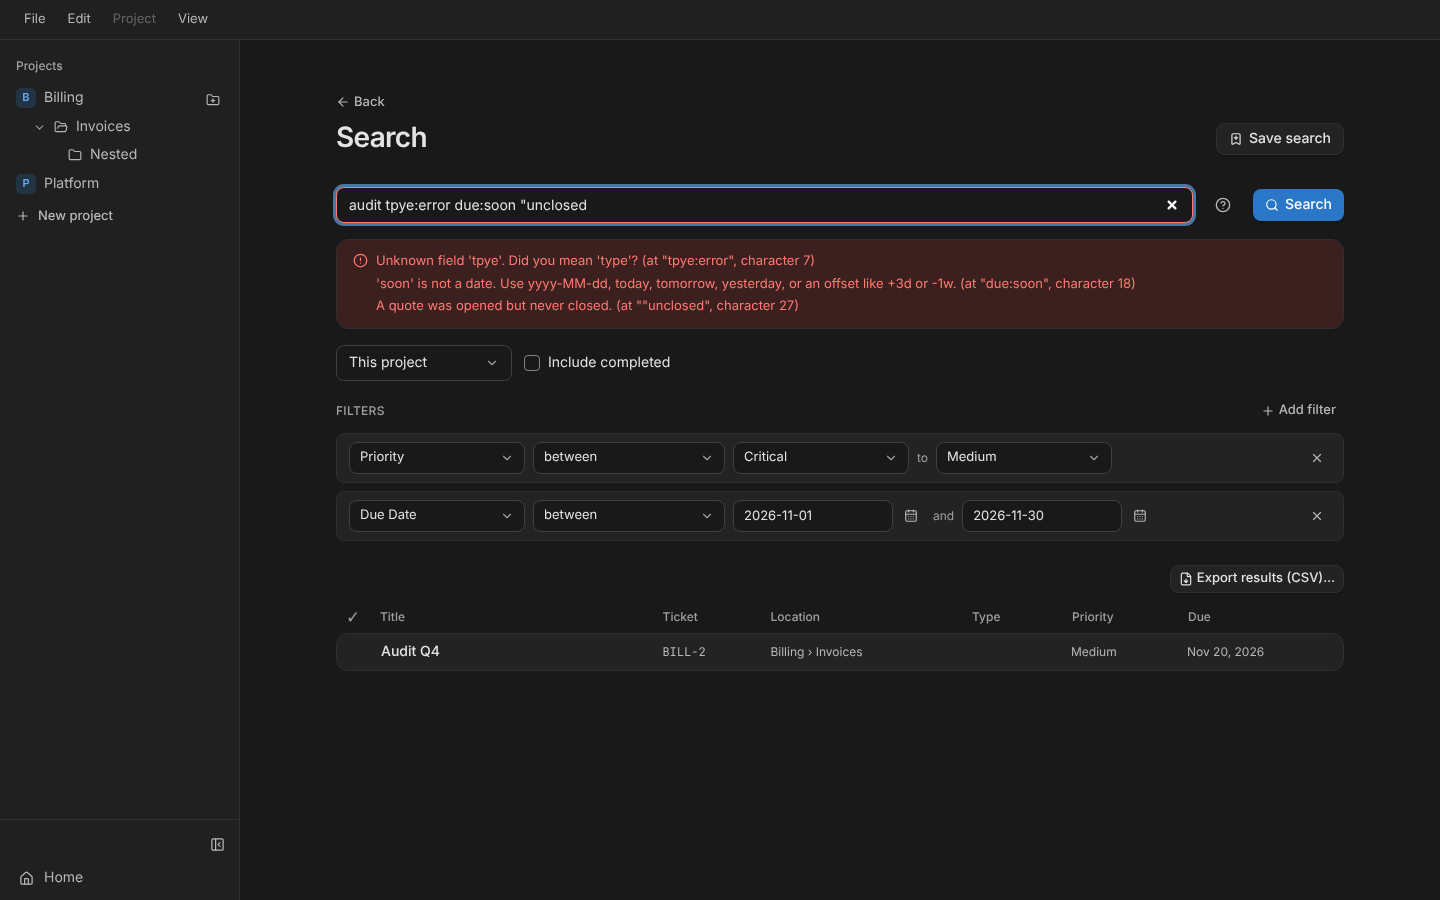 File Edit Project View
Projects
B Billing
Invoices
Nested
P Platform
New project
Home
Back
Search
Save search
audit tpye:error due:soon "unclosed
Search
Unknown field 'tpye'. Did you mean 'type'? (at "tpye:error", character 7)
'soon' is not a date. Use yyyy-MM-dd, today, tomorrow, yesterday, or an offset like +3d or -1w. (at "due:soon", character 18)
A quote was opened but never closed. (at ""unclosed", character 27)
This project Include completed
FILTERS Add filter
Priority between Critical to Medium
Due Date between 2026-11-01 and 2026-11-30
Export results (CSV)...
✓ Title Ticket Location Type Priority Due
Audit Q4 BILL-2 Billing › Invoices Medium Nov 20, 2026